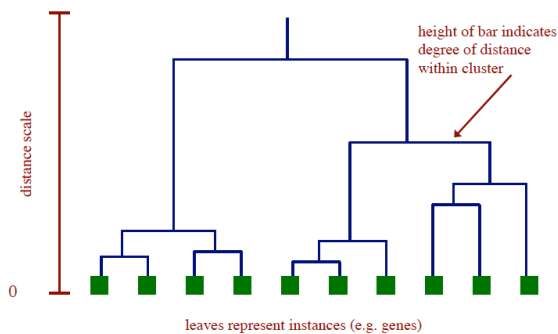 height of bar indicates
degree of distance
within cluster
distance scale
0
leaves represent instances (e.g. genes)